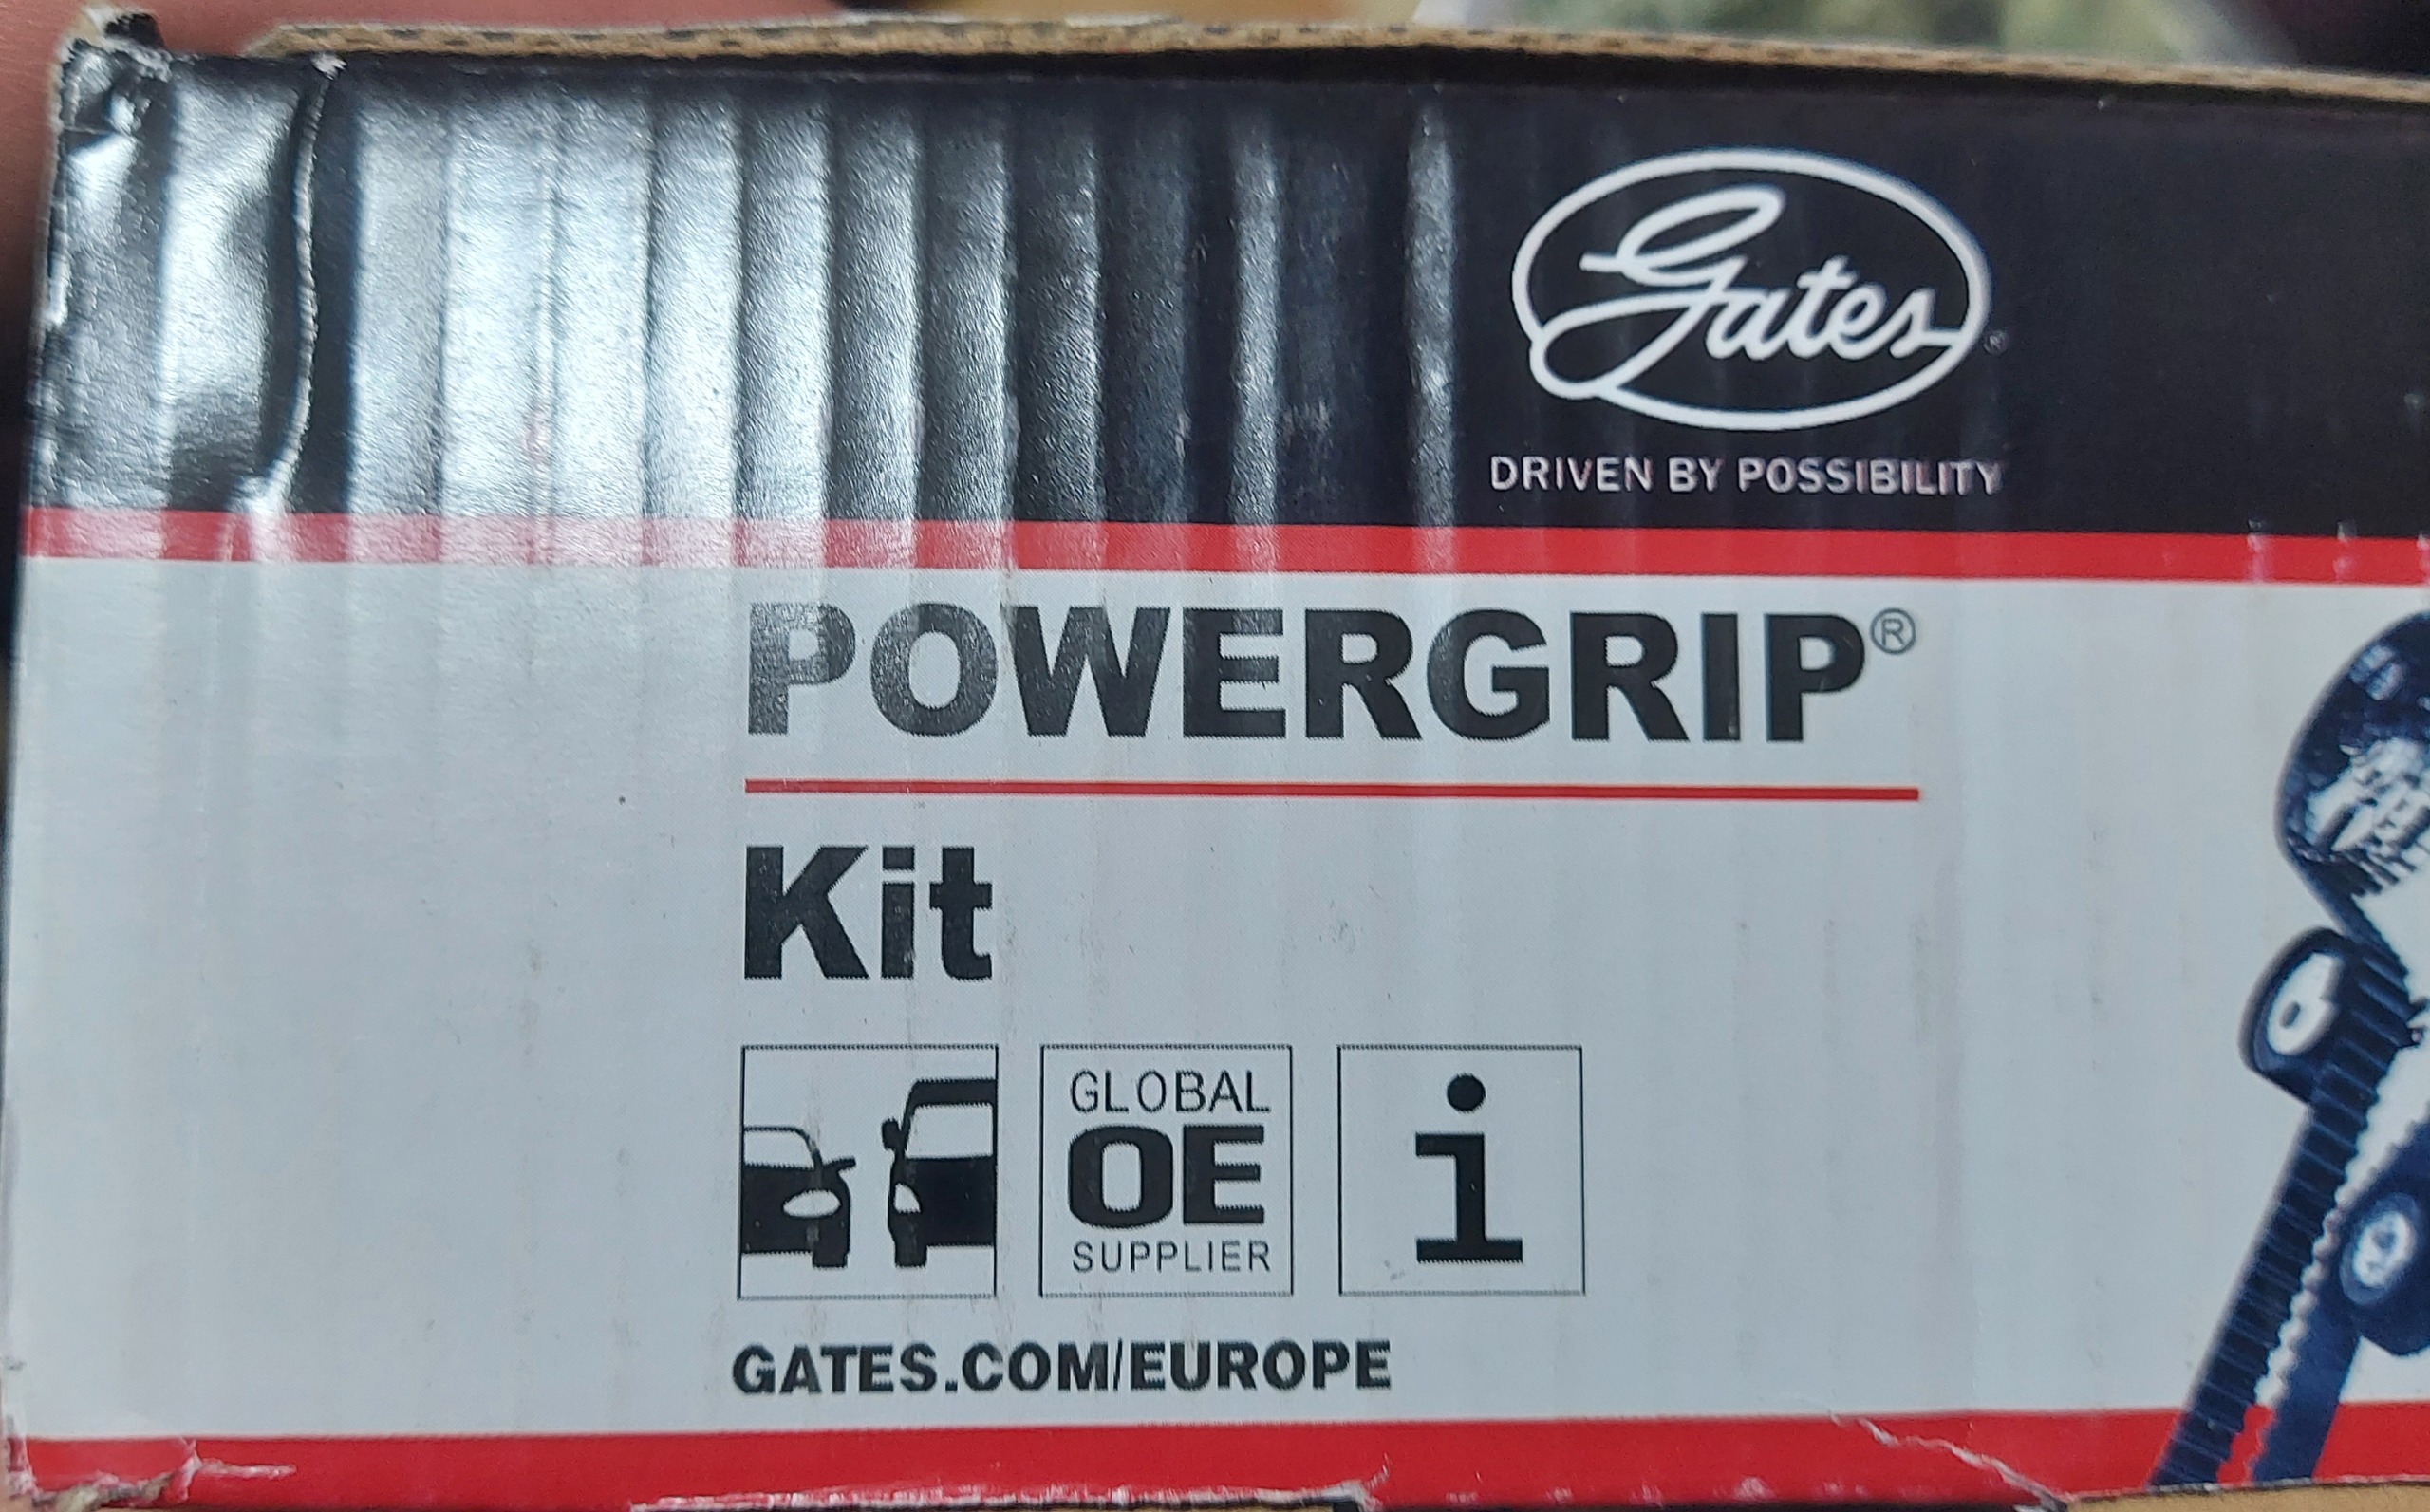 Gates®
DRIVEN BY POSSIBILITY
POWERGRIP®
Kit
GLOBAL
OE
SUPPLIER
i
GATES.COM/EUROPE